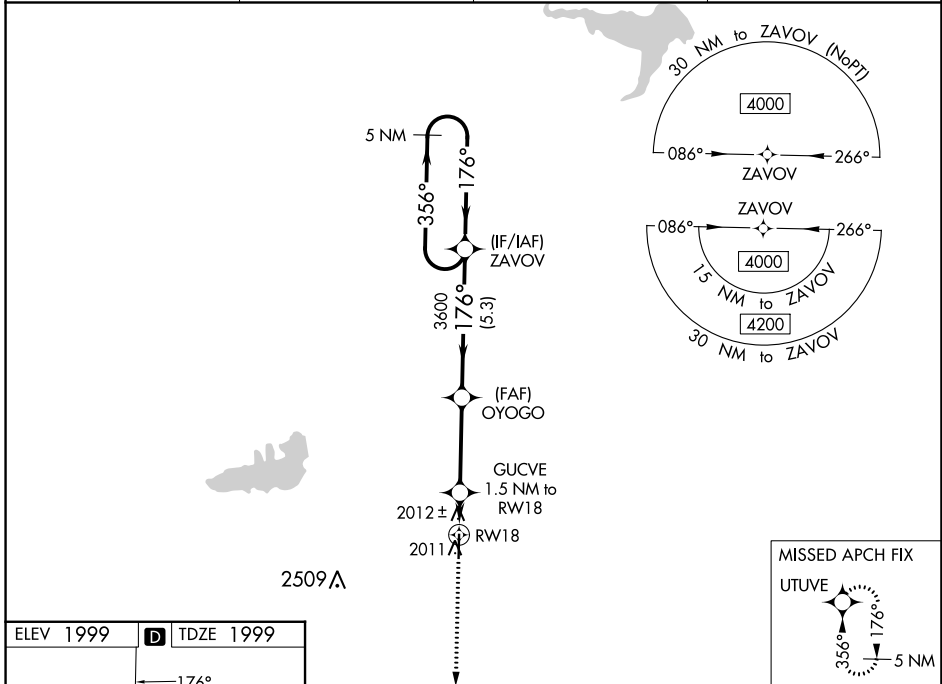 30 NM to ZAVOV (NoPT)
4000
086°
266°
ZAVOV
ZAVOV
086°
266°
4000
15 NM to ZAVOV
4200
30 NM to ZAVOV
5 NM
356°
176°
(IF/IAF)
ZAVOV
3600
176°
(5.3)
(FAF)
OYOGO
GUCVE
1.5 NM to
RW18
2012 ±
RW18
2011
2509
MISSED APCH FIX
UTUVE
356°
176°
5 NM
ELEV 1999 D TDZE 1999
176°